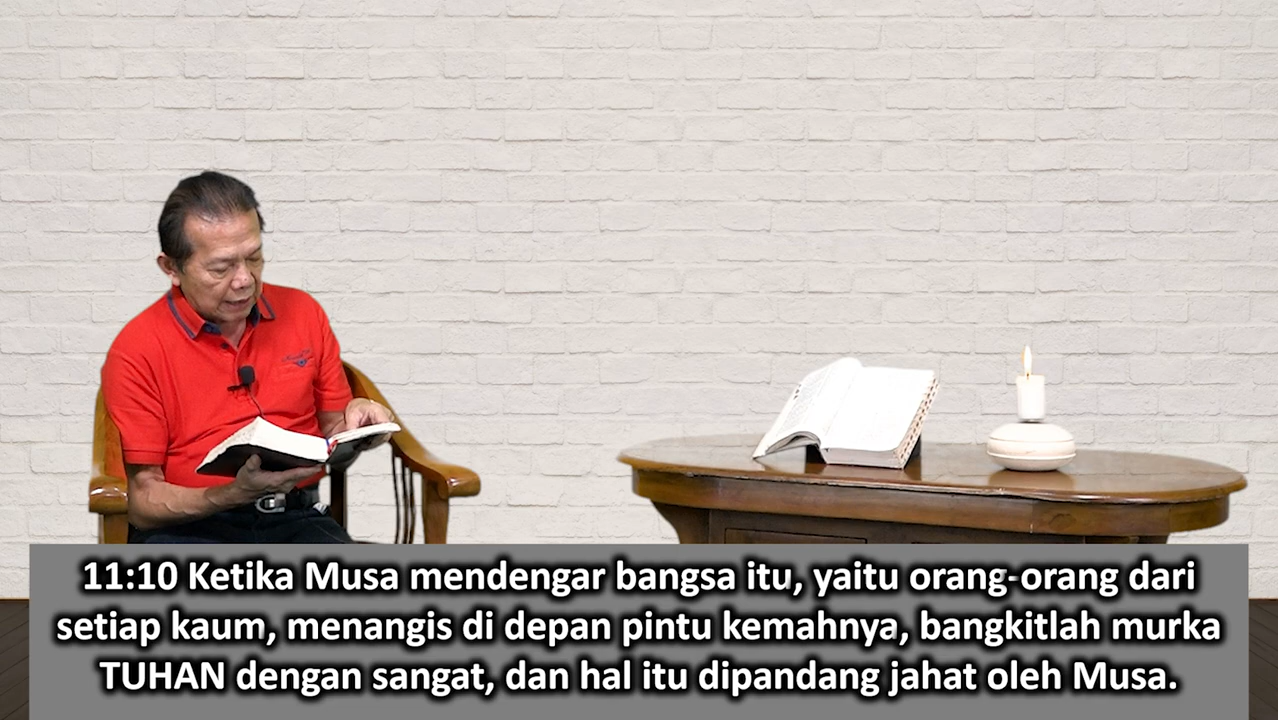 11:10 Ketika Musa mendengar bangsa itu, yaitu orang-orang dari
setiap kaum, menangis di depan pintu kemahnya, bangkitlah murka
TUHAN dengan sangat, dan hal itu dipandang jahat oleh Musa.